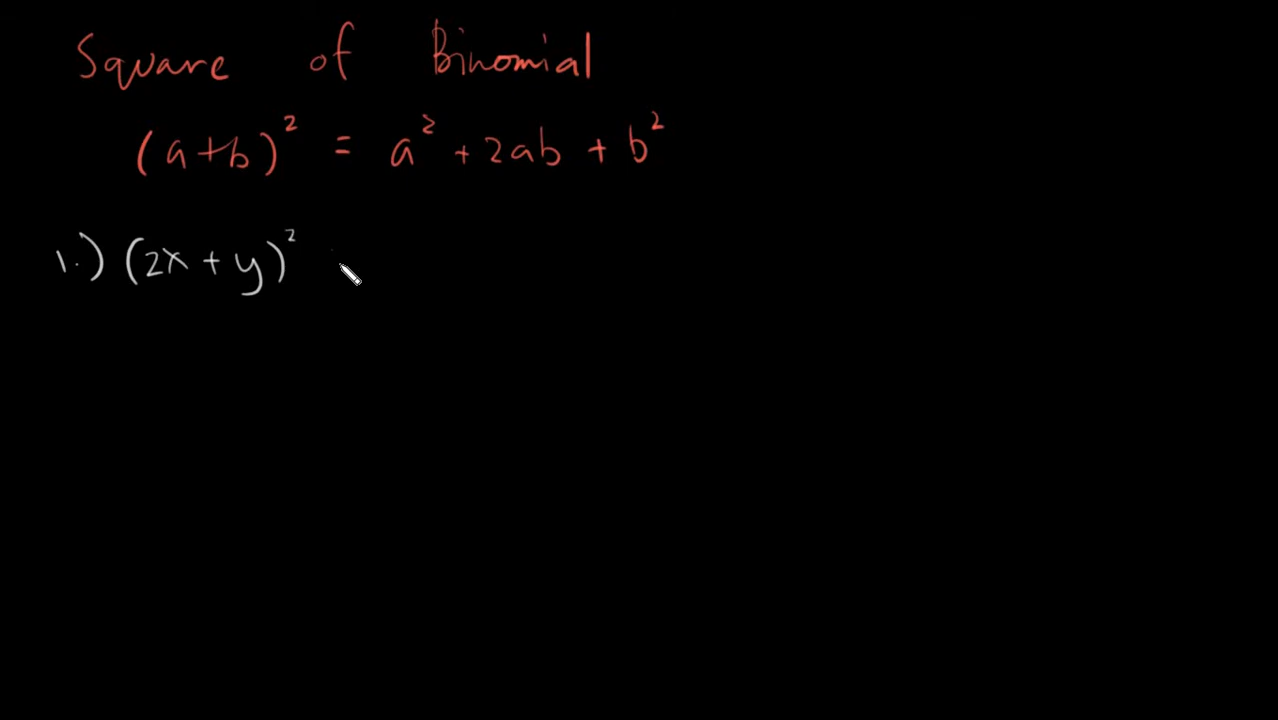 Square of Binomial
(a+b)² = a² + 2ab + b²
1.) (2x + y)²